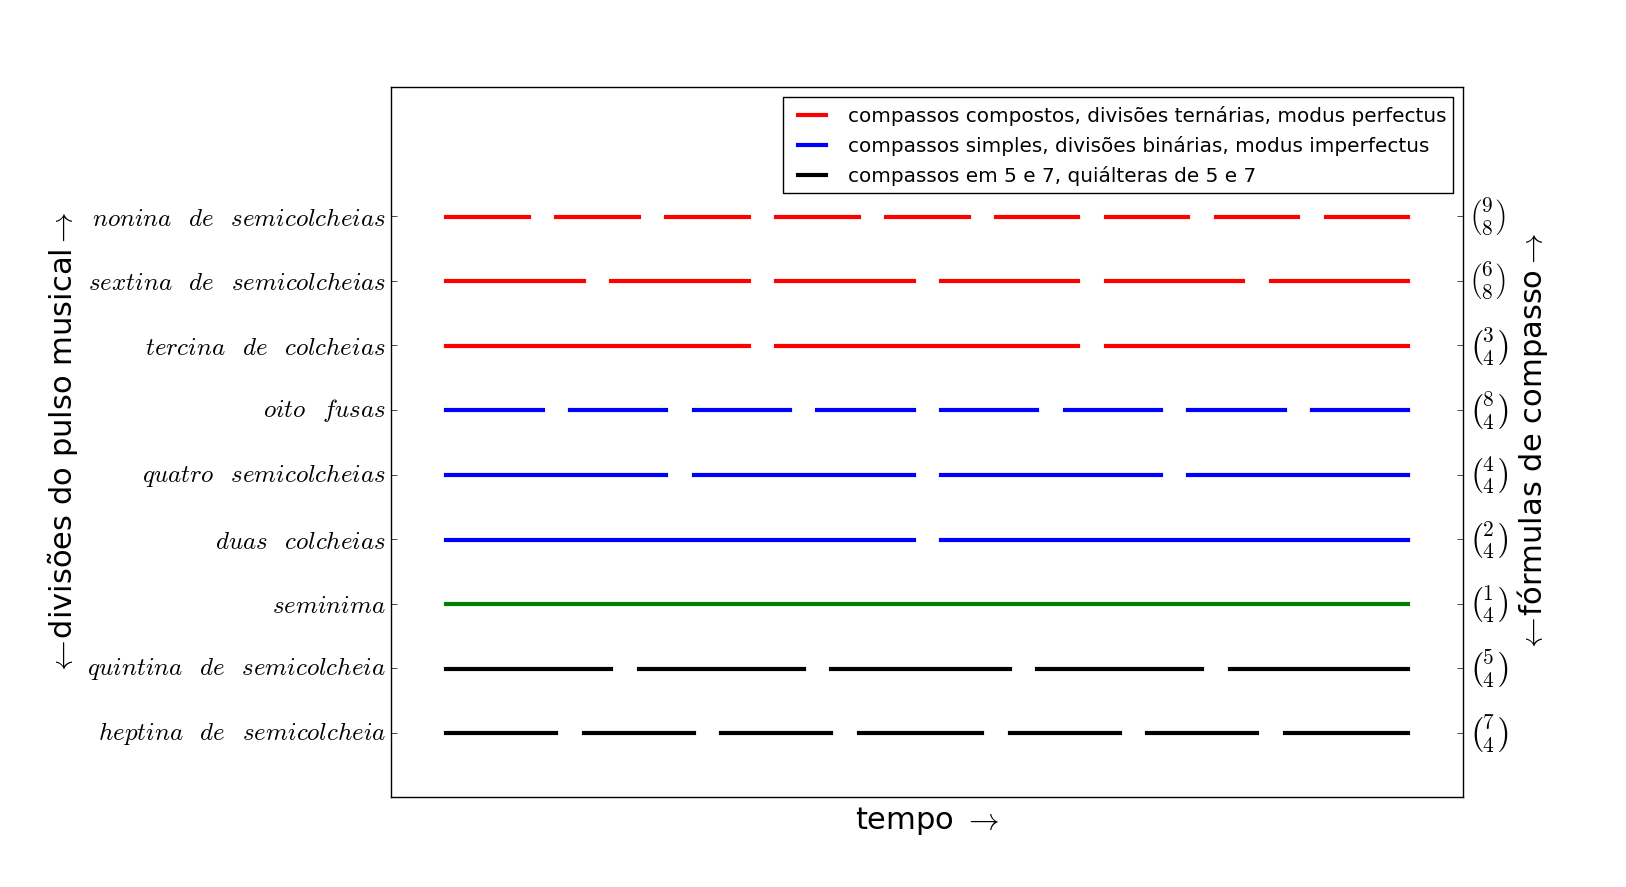 compassos compostos, divisões ternárias, modus perfectus
compassos simples, divisões binárias, modus imperfectus
compassos em 5 e 7, quiálteras de 5 e 7
←divisões do pulso musical→
nonina de semicolcheias
sextina de semicolcheias
tercina de colcheias
oito fusas
quatro semicolcheias
duas colcheias
seminima
quintina de semicolcheia
heptina de semicolcheia
(9
8)
(6
8)
(3
4)
(8
4)
(4
4)
(2
4)
(1
4)
(5
4)
(7
4)
←fórmulas de compasso→
tempo →